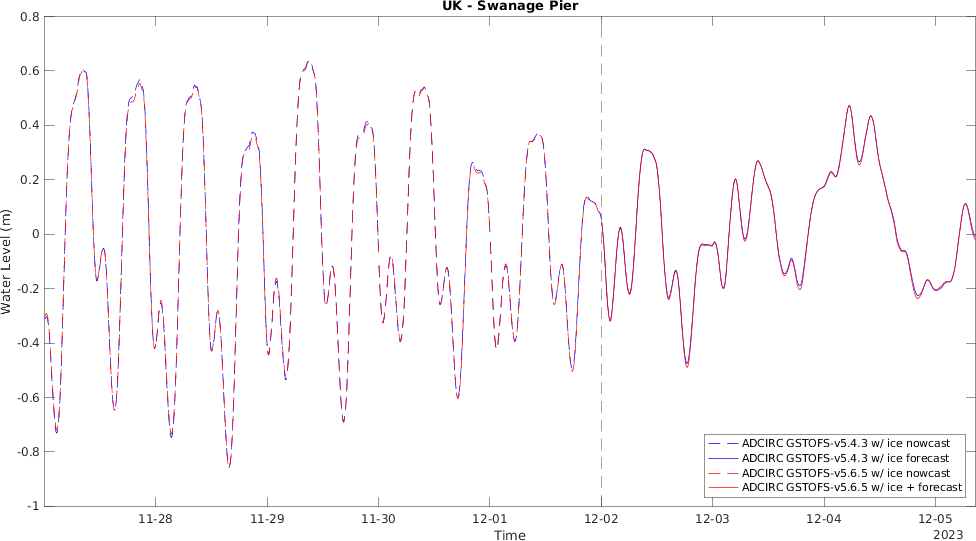 UK - Swanage Pier
0.8
0.6
0.4
0.2
0
-0.2
-0.4
-0.6
-0.8
-1
Water Level (m)
11-28
11-29
11-30
12-01
12-02
12-03
12-04
12-05
Time
2023
ADCIRC GSTOFS-v5.4.3 w/ ice nowcast
ADCIRC GSTOFS-v5.4.3 w/ ice forecast
ADCIRC GSTOFS-v5.6.5 w/ ice nowcast
ADCIRC GSTOFS-v5.6.5 w/ ice + forecast